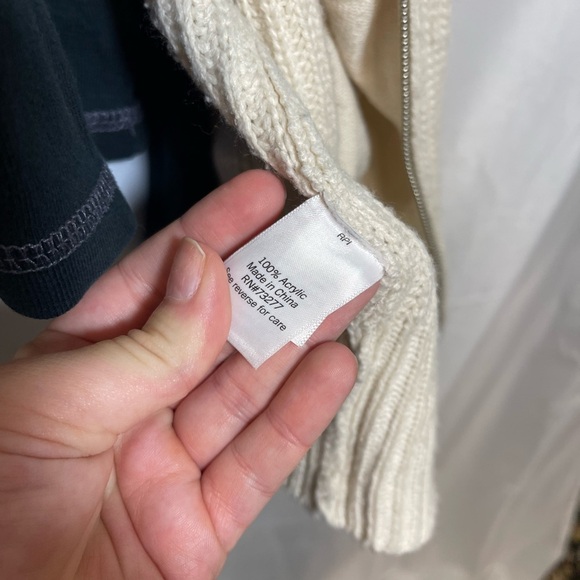 RPI
100% Acrylic
Made in China
RN#73277
See reverse for care